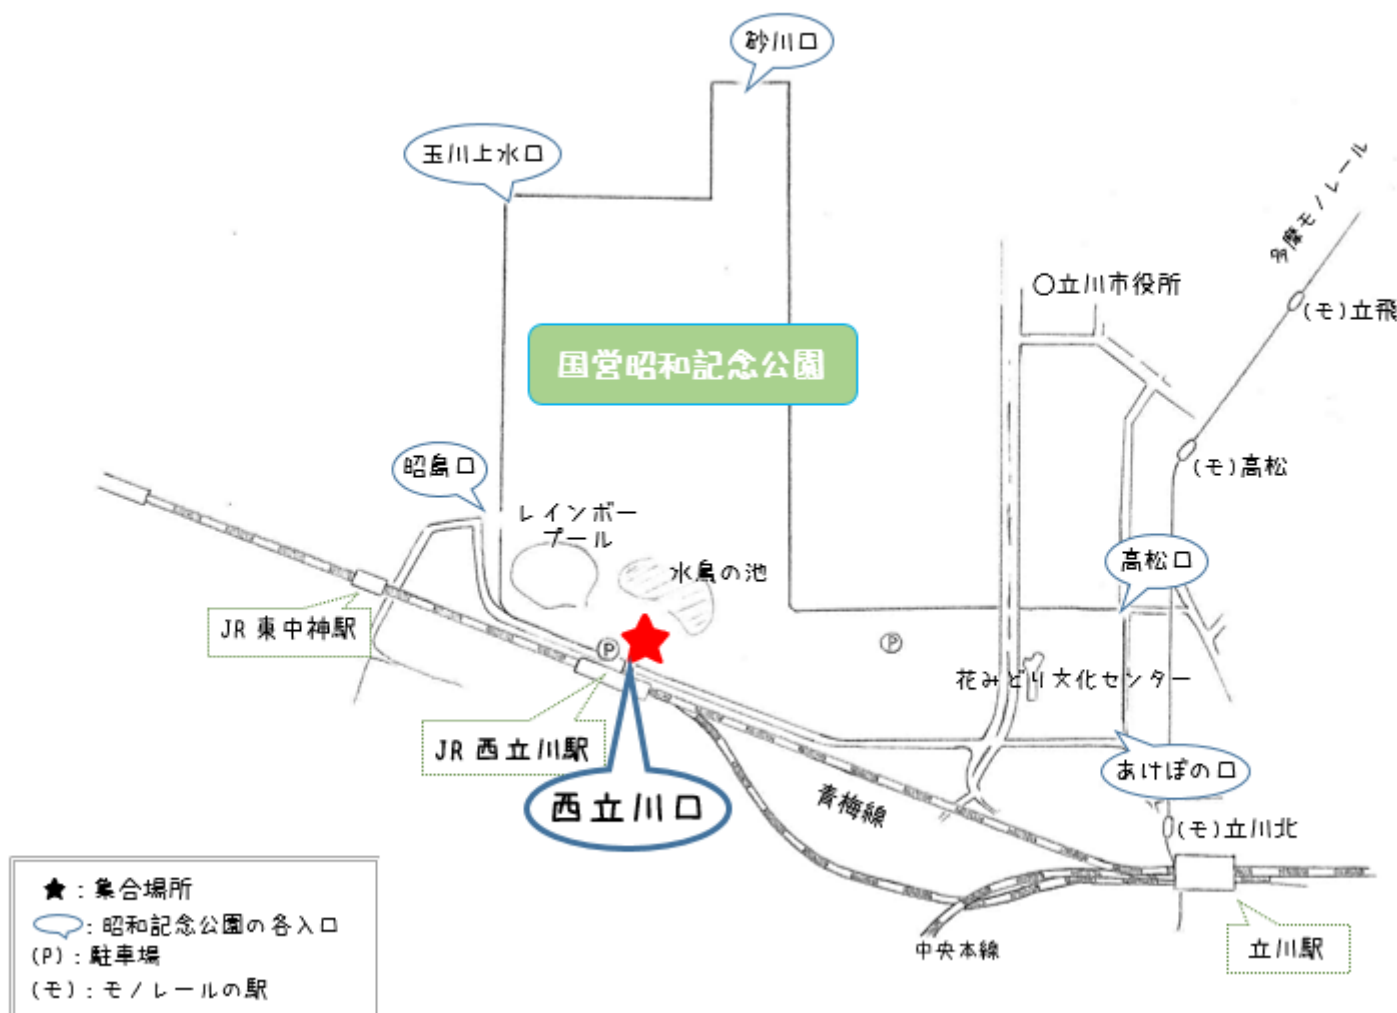 砂川口
玉川上水口
多摩モノレール
○立川市役所
(モ)立飛
国営昭和記念公園
(モ)高松
昭島口
レインボー
プール
水鳥の池
高松口
JR 東中神駅
P
P
花みどり文化センター
JR 西立川駅
あけぼの口
西立川口
青梅線
(モ)立川北
中央本線
立川駅
★：集合場所
：昭和記念公園の各入口
(P)：駐車場
(モ)：モノレールの駅